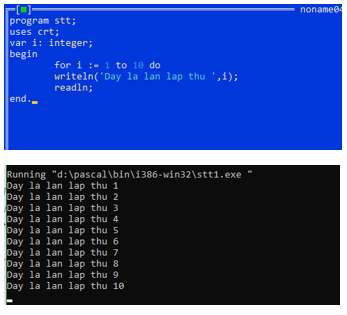 noname04
program stt;
uses crt;
var i: integer;
begin
for i := 1 to 10 do
writeln('Day la lan lap thu ',i);
readln;
end.
Running "d:\pascal\bin\i386-win32\stt1.exe "
Day la lan lap thu 1
Day la lan lap thu 2
Day la lan lap thu 3
Day la lan lap thu 4
Day la lan lap thu 5
Day la lan lap thu 6
Day la lan lap thu 7
Day la lan lap thu 8
Day la lan lap thu 9
Day la lan lap thu 10